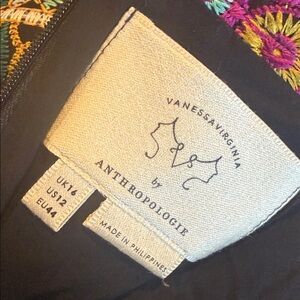 VANESSAVIRGINIA
by
ANTHROPOLOGIE
UK16
US12
EU44
MADE IN PHILIPPINES